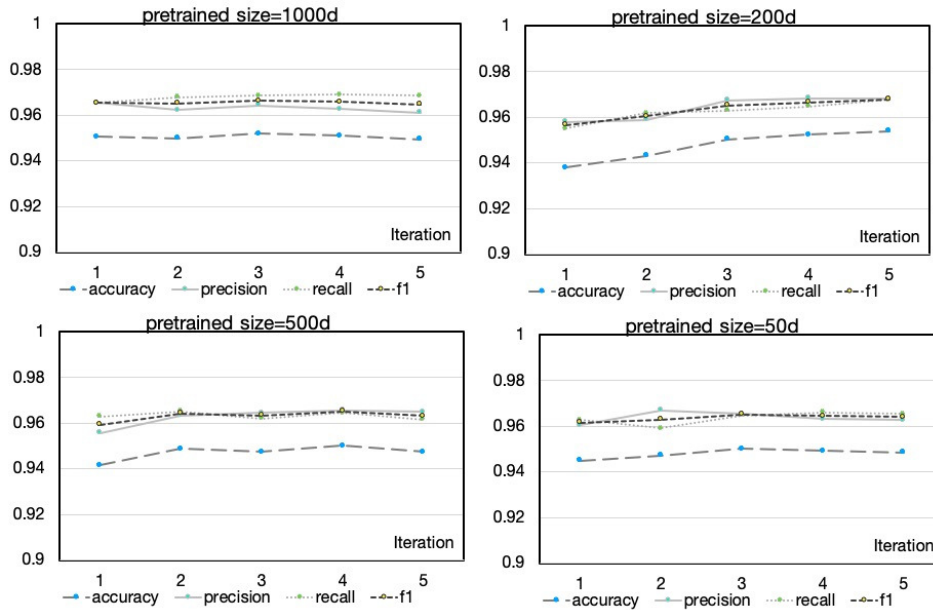 pretrained size=1000d
1
0.98
0.96
0.94
0.92
0.9
Iteration
1 2 3 4 5
accuracy precision recall f1
pretrained size=200d
1
0.98
0.96
0.94
0.92
0.9
Iteration
1 2 3 4 5
accuracy precision recall f1
pretrained size=500d
1
0.98
0.96
0.94
0.92
0.9
Iteration
1 2 3 4 5
accuracy precision recall f1
pretrained size=50d
1
0.98
0.96
0.94
0.92
0.9
Iteration
1 2 3 4 5
accuracy precision recall f1